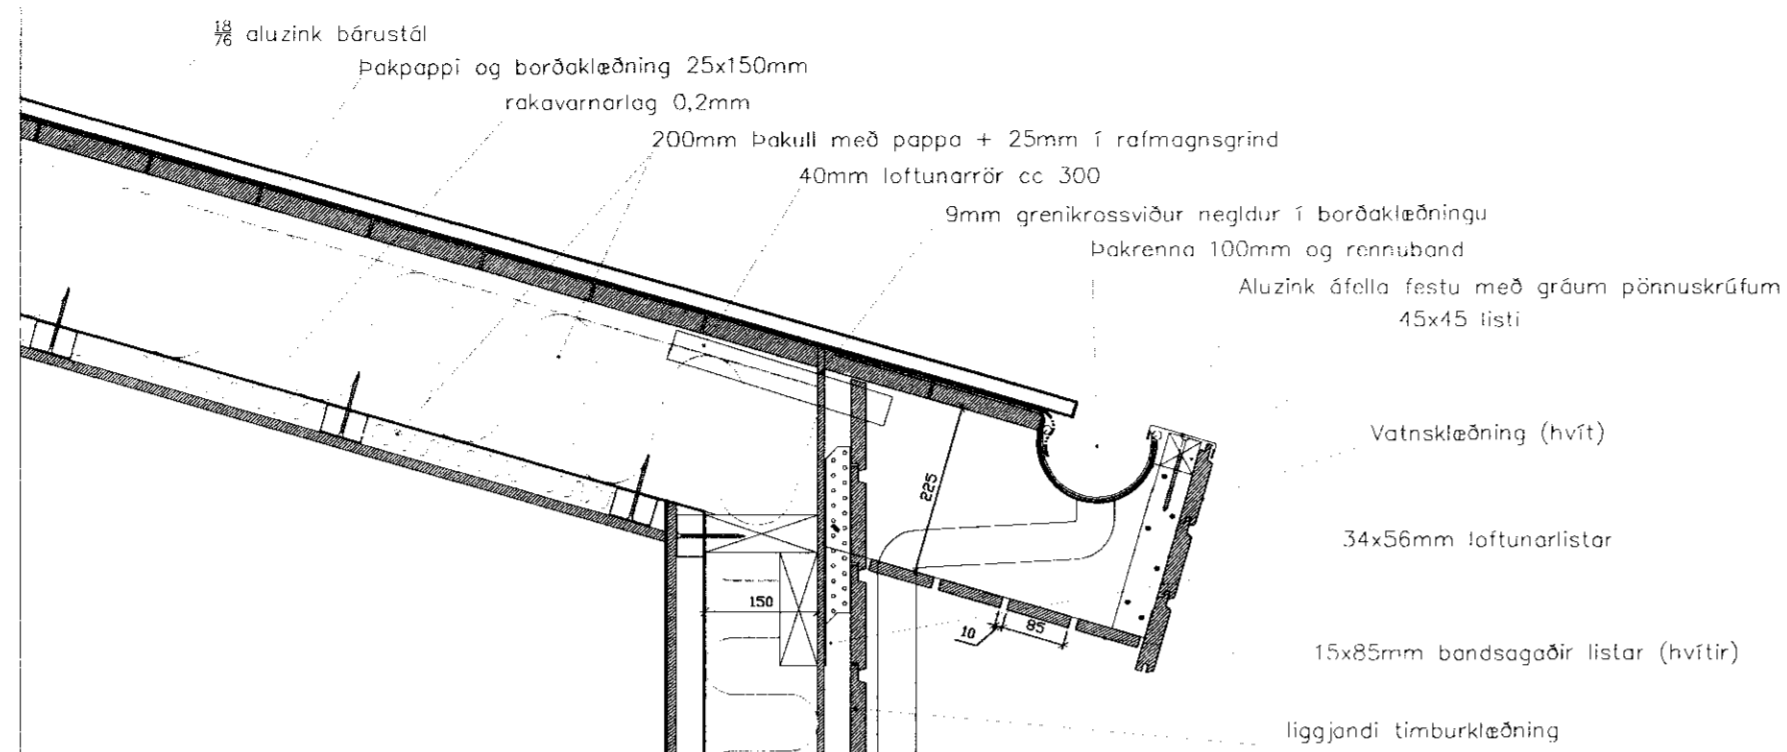 18/76 aluzink bárustál
Þakpappi og borðaklæðning 25x150mm
rakavarnarlag 0,2mm
200mm Þakull með pappa + 25mm í rafmagnsgrind
40mm loftunarrör cc 300
9mm grenikrossviður negldur í borðaklæðningu
Þakrenna 100mm og rennuband
Aluzink áfella festu með gráum pönnuskrúfum
45x45 listi
Vatnsklæðning (hvít)
225
34x56mm loftunarlistar
150
10
85
15x85mm bandsagaðir listar (hvítir)
liggjandi timburklæðning